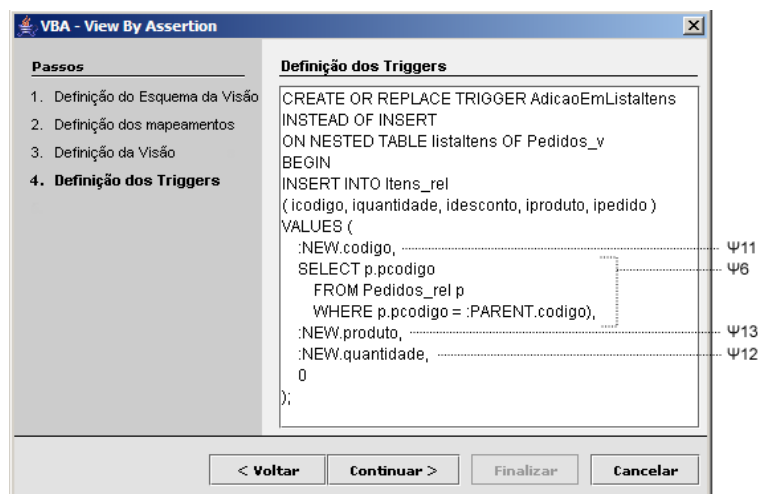 VBA - View By Assertion
Passos
1. Definição do Esquema da Visão
2. Definição dos mapeamentos
3. Definição da Visão
4. Definição dos Triggers
Definição dos Triggers
CREATE OR REPLACE TRIGGER AdicaoEmListaItens
INSTEAD OF INSERT
ON NESTED TABLE listaItens OF Pedidos_v
BEGIN
INSERT INTO Itens_rel
( icodigo, iquantidade, idesconto, iproduto, ipedido )
VALUES (
:NEW.codigo, Ψ11
SELECT p.pcodigo Ψ6
FROM Pedidos_rel p
WHERE p.pcodigo = :PARENT.codigo),
:NEW.produto, Ψ13
:NEW.quantidade, Ψ12
0
);
< Voltar Continuar > Finalizar Cancelar